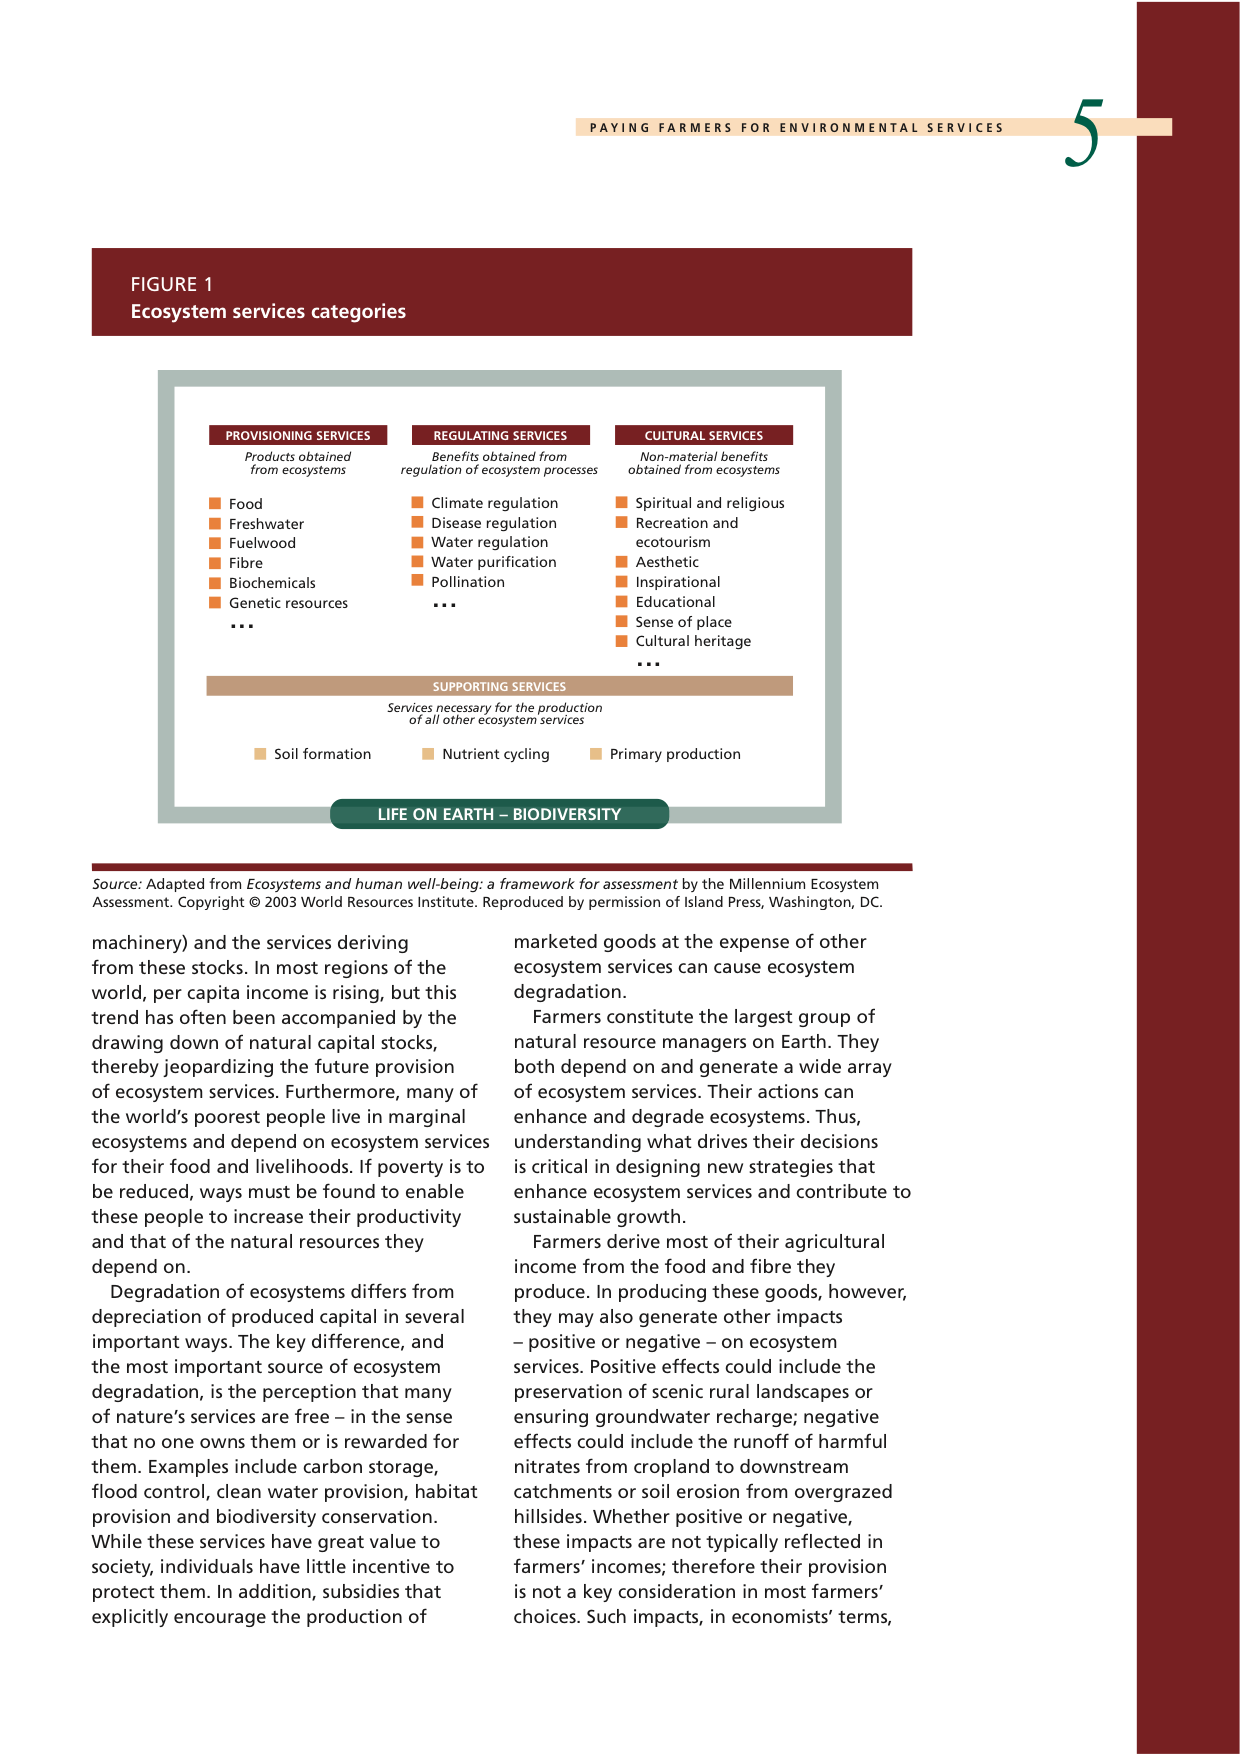 PAYING FARMERS FOR ENVIRONMENTAL SERVICES
5
FIGURE 1
Ecosystem services categories
PROVISIONING SERVICES
Products obtained
from ecosystems
Food
Freshwater
Fuelwood
Fibre
Biochemicals
Genetic resources
...
REGULATING SERVICES
Benefits obtained from
regulation of ecosystem processes
Climate regulation
Disease regulation
Water regulation
Water purification
Pollination
...
CULTURAL SERVICES
Non-material benefits
obtained from ecosystems
Spiritual and religious
Recreation and
ecotourism
Aesthetic
Inspirational
Educational
Sense of place
Cultural heritage
...
SUPPORTING SERVICES
Services necessary for the production
of all other ecosystem services
Soil formation
Nutrient cycling
Primary production
LIFE ON EARTH – BIODIVERSITY
Source: Adapted from Ecosystems and human well-being: a framework for assessment by the Millennium Ecosystem
Assessment. Copyright © 2003 World Resources Institute. Reproduced by permission of Island Press, Washington, DC.
machinery) and the services deriving
from these stocks. In most regions of the
world, per capita income is rising, but this
trend has often been accompanied by the
drawing down of natural capital stocks,
thereby jeopardizing the future provision
of ecosystem services. Furthermore, many of
the world’s poorest people live in marginal
ecosystems and depend on ecosystem services
for their food and livelihoods. If poverty is to
be reduced, ways must be found to enable
these people to increase their productivity
and that of the natural resources they
depend on.
Degradation of ecosystems differs from
depreciation of produced capital in several
important ways. The key difference, and
the most important source of ecosystem
degradation, is the perception that many
of nature’s services are free – in the sense
that no one owns them or is rewarded for
them. Examples include carbon storage,
flood control, clean water provision, habitat
provision and biodiversity conservation.
While these services have great value to
society, individuals have little incentive to
protect them. In addition, subsidies that
explicitly encourage the production of
marketed goods at the expense of other
ecosystem services can cause ecosystem
degradation.
Farmers constitute the largest group of
natural resource managers on Earth. They
both depend on and generate a wide array
of ecosystem services. Their actions can
enhance and degrade ecosystems. Thus,
understanding what drives their decisions
is critical in designing new strategies that
enhance ecosystem services and contribute to
sustainable growth.
Farmers derive most of their agricultural
income from the food and fibre they
produce. In producing these goods, however,
they may also generate other impacts
– positive or negative – on ecosystem
services. Positive effects could include the
preservation of scenic rural landscapes or
ensuring groundwater recharge; negative
effects could include the runoff of harmful
nitrates from cropland to downstream
catchments or soil erosion from overgrazed
hillsides. Whether positive or negative,
these impacts are not typically reflected in
farmers’ incomes; therefore their provision
is not a key consideration in most farmers’
choices. Such impacts, in economists’ terms,